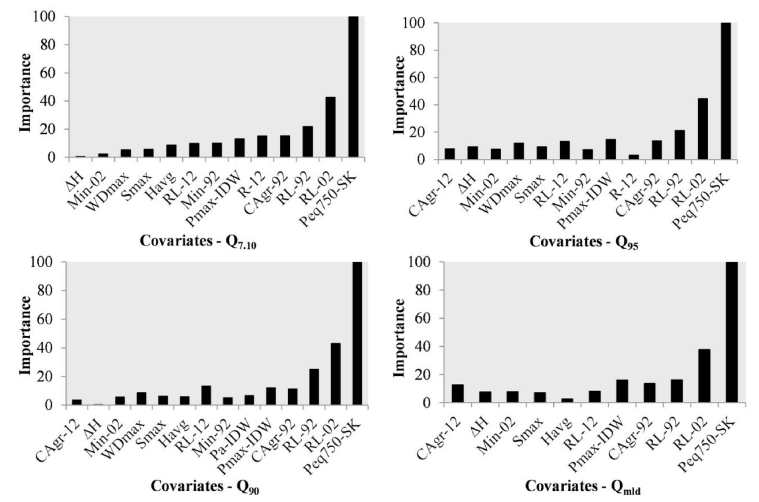 Importance
100
80
60
40
20
0
ΔH
Min-02
WDmax
Smax
Havg
RL-12
Min-92
Pmax-IDW
R-12
CAgr-92
RL-92
RL-02
Peq750-SK
Covariates - Q7.10
Importance
100
80
60
40
20
0
CAgr-12
ΔH
Min-02
WDmax
Smax
RL-12
Min-92
Pmax-IDW
R-12
CAgr-92
RL-92
RL-02
Peq750-SK
Covariates - Q95
Importance
100
80
60
40
20
0
CAgr-12
ΔH
Min-02
WDmax
Smax
Havg
RL-12
Min-92
Pa-IDW
Pmax-IDW
CAgr-92
RL-92
RL-02
Peq750-SK
Covariates - Q90
Importance
100
80
60
40
20
0
CAgr-12
ΔH
Min-02
Smax
Havg
RL-12
Pmax-IDW
CAgr-92
RL-92
RL-02
Peq750-SK
Covariates - Qmld